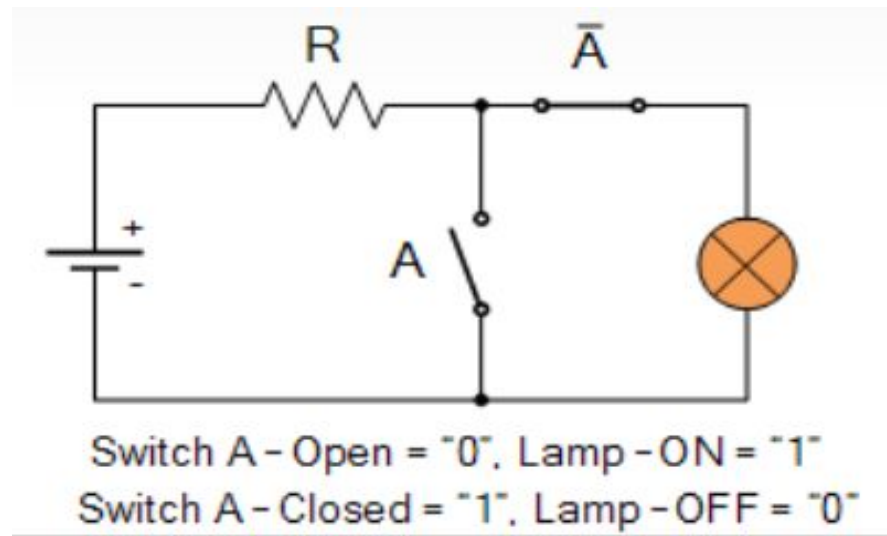 R
Ā
+
-
A
Switch A - Open = "0", Lamp - ON = "1"
Switch A - Closed = "1", Lamp - OFF = "0"